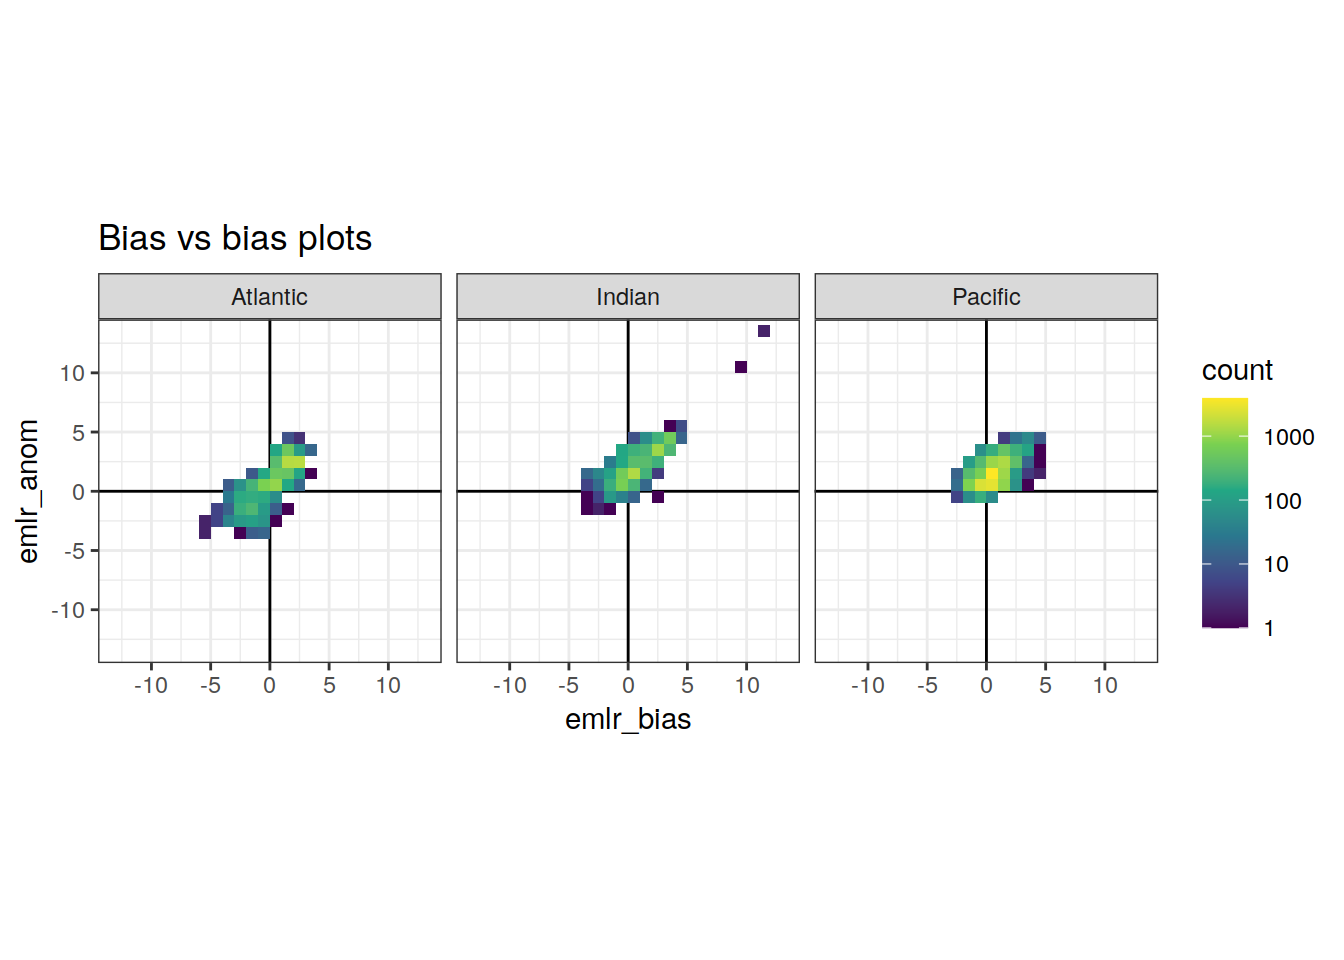 Bias vs bias plots
Atlantic Indian Pacific
count
10
5
0
-5
-10
emlr_anom
1000
100
10
1
-10 -5 0 5 10 -10 -5 0 5 10 -10 -5 0 5 10
emlr_bias